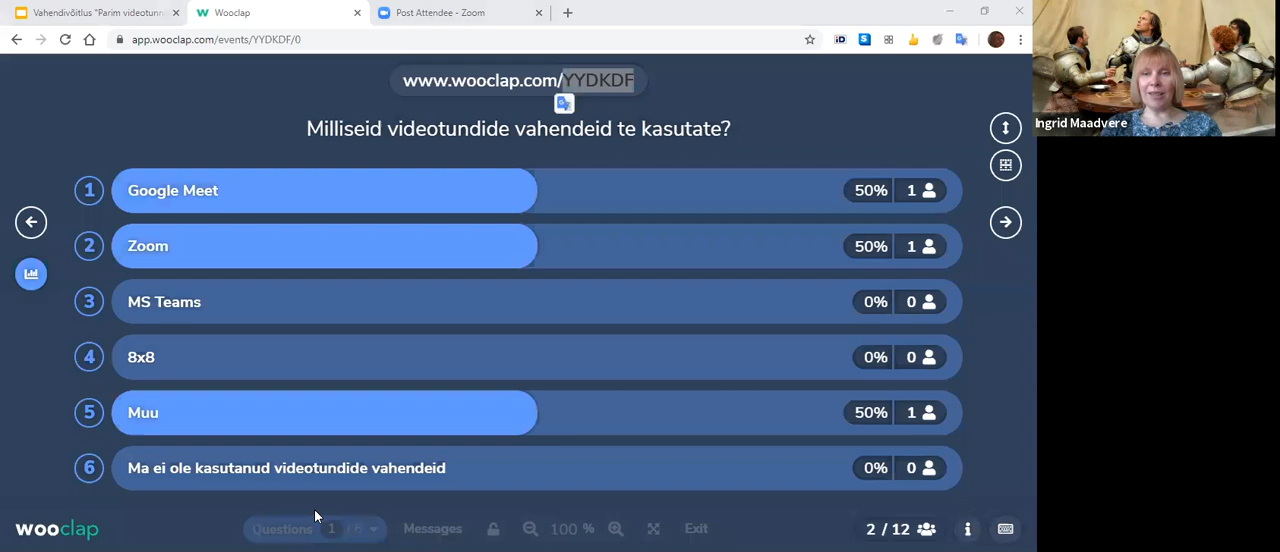 Vahendivõitlus "Parim videotunn
Wooclap
Post Attendee - Zoom
app.wooclap.com/events/YYDKDF/0
www.wooclap.com/YYDKDF
Milliseid videotundide vahendeid te kasutate?
1 Google Meet 50% 1
2 Zoom 50% 1
3 MS Teams 0% 0
4 8x8 0% 0
5 Muu 50% 1
6 Ma ei ole kasutanud videotundide vahendeid 0% 0
wooclap
Questions 1 / 6
Messages
100 %
Exit
2 / 12
Ingrid Maadvere